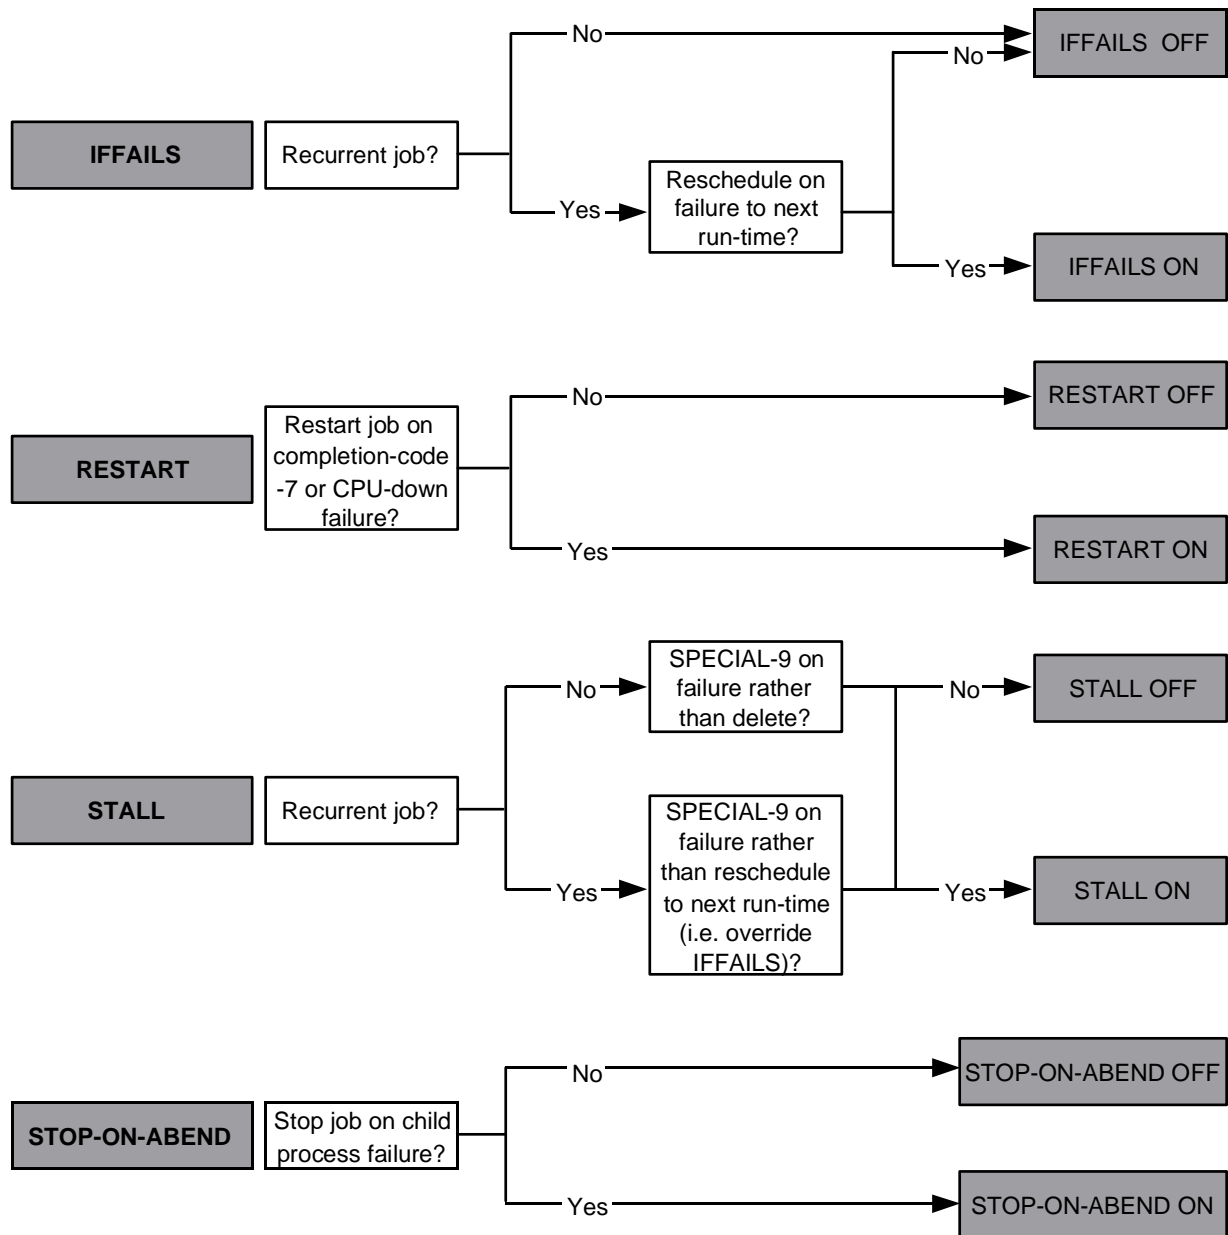 No
IFFAILS  OFF
No
IFFAILS
Recurrent job?
Reschedule on
failure to next
run-time?
Yes
Yes
IFFAILS ON
No
RESTART OFF
RESTART
Restart job on
completion-code
-7 or CPU-down
failure?
Yes
RESTART ON
No
SPECIAL-9 on
failure rather
than delete?
No
STALL OFF
STALL
Recurrent job?
Yes
SPECIAL-9 on
failure rather
than reschedule
to next run-time
(i.e. override
IFFAILS)?
Yes
STALL ON
No
STOP-ON-ABEND OFF
STOP-ON-ABEND
Stop job on child
process failure?
Yes
STOP-ON-ABEND ON